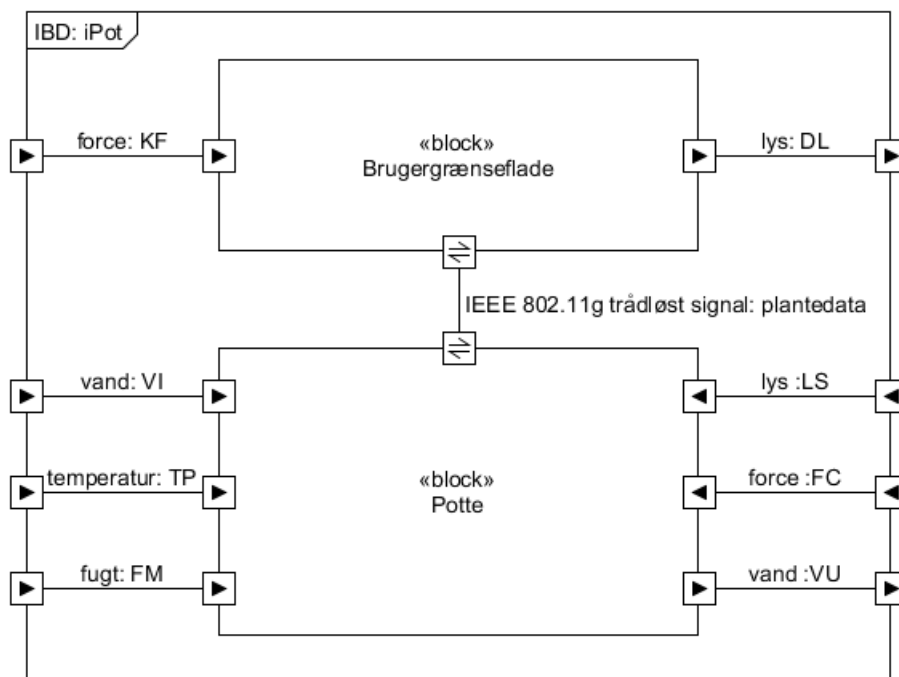 IBD: iPot
force: KF
«block»
Brugergrænseflade
lys: DL
IEEE 802.11g trådløst signal: plantedata
vand: VI
lys :LS
temperatur: TP
«block»
Potte
force :FC
fugt: FM
vand :VU